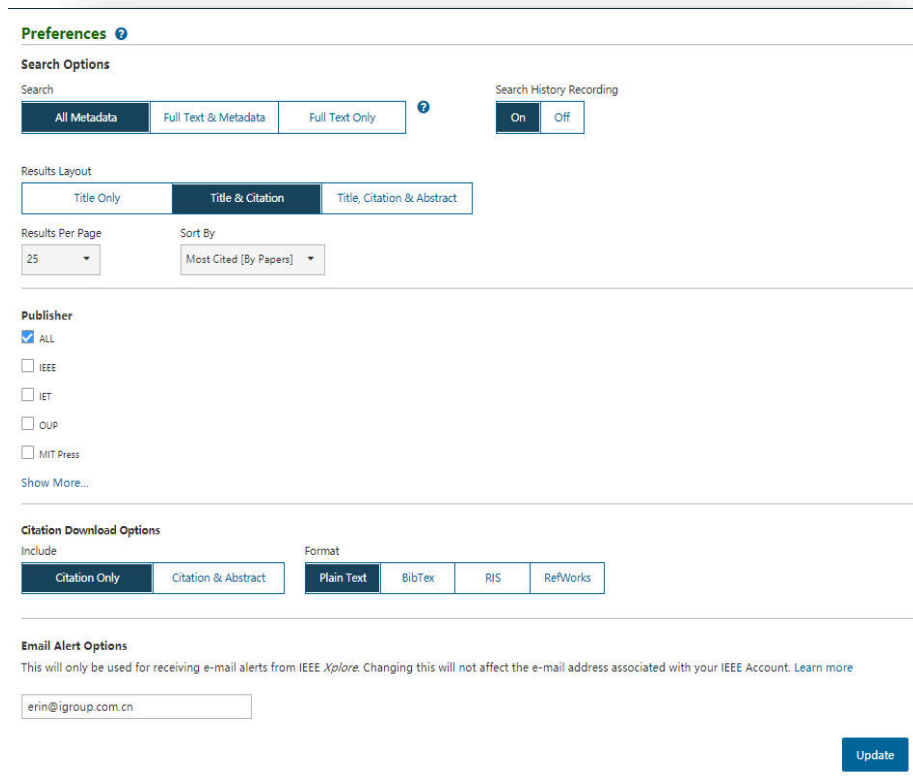 Preferences ?
Search Options
Search Search History Recording
All Metadata Full Text & Metadata Full Text Only ? On Off
Results Layout
Title Only Title & Citation Title, Citation & Abstract
Results Per Page Sort By
25 Most Cited [By Papers]
Publisher
ALL
IEEE
IET
OUP
MIT Press
Show More...
Citation Download Options
Include Format
Citation Only Citation & Abstract Plain Text BibTex RIS RefWorks
Email Alert Options
This will only be used for receiving e-mail alerts from IEEE Xplore. Changing this will not affect the e-mail address associated with your IEEE Account. Learn more
erin@igroup.com.cn
Update